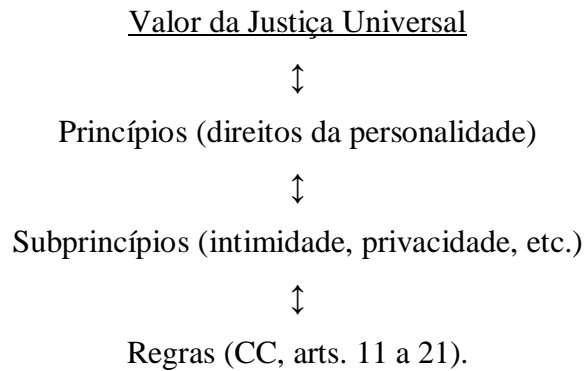 Valor da Justiça Universal
↕
Princípios (direitos da personalidade)
↕
Subprincípios (intimidade, privacidade, etc.)
↕
Regras (CC, arts. 11 a 21).